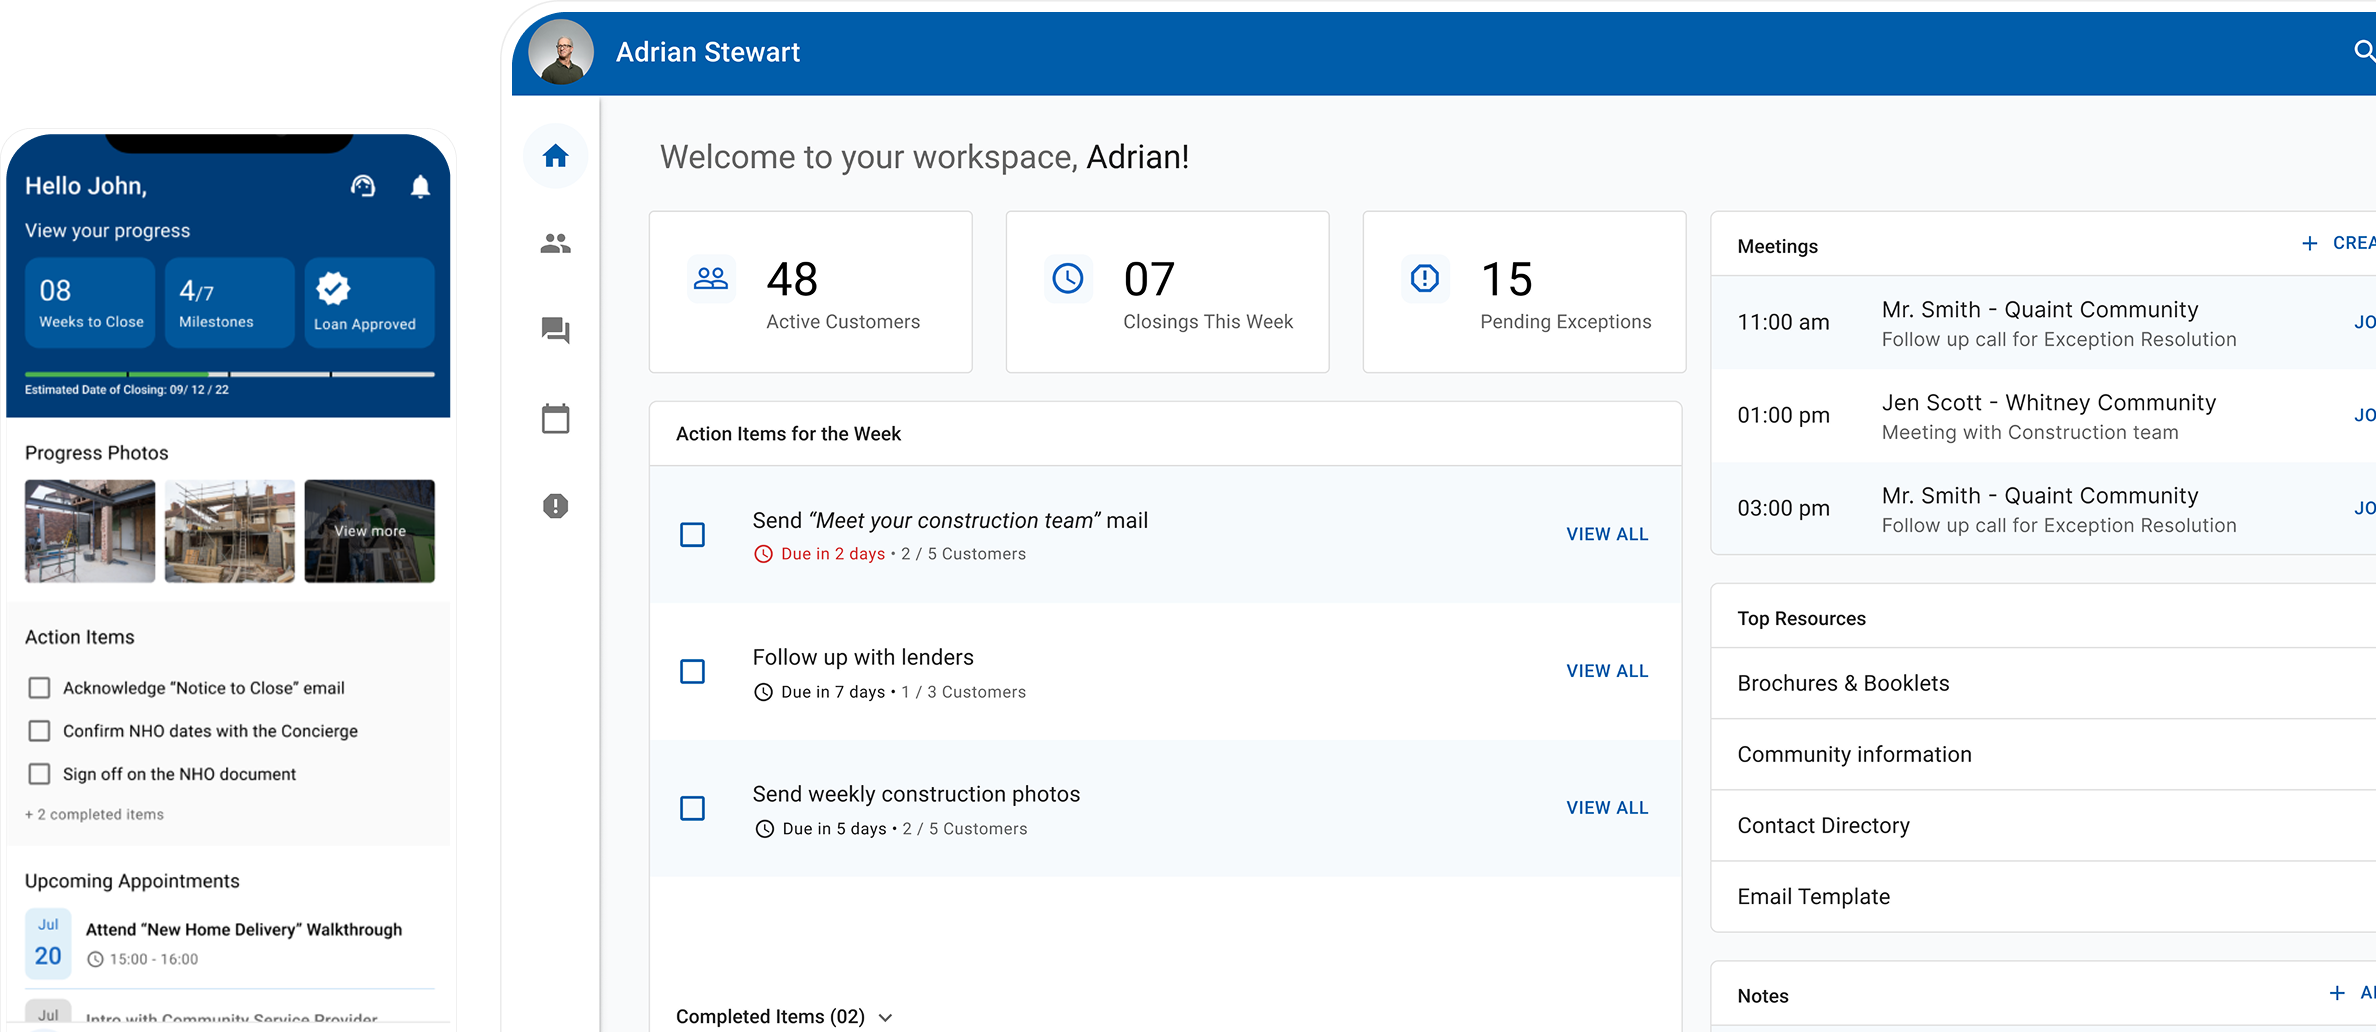 Hello John,
View your progress
08
Weeks to Close
4/7
Milestones
Loan Approved
Estimated Date of Closing: 09/ 12 / 22
Progress Photos
View more
Action Items
Acknowledge “Notice to Close” email
Confirm NHO dates with the Concierge
Sign off on the NHO document
+ 2 completed items
Upcoming Appointments
Jul
20
Attend “New Home Delivery” Walkthrough
15:00 - 16:00
Jul
Intro with Community Service Provider
Adrian Stewart
Welcome to your workspace, Adrian!
48
Active Customers
07
Closings This Week
15
Pending Exceptions
Action Items for the Week
Send “Meet your construction team” mail
Due in 2 days • 2 / 5 Customers
VIEW ALL
Follow up with lenders
Due in 7 days • 1 / 3 Customers
VIEW ALL
Send weekly construction photos
Due in 5 days • 2 / 5 Customers
VIEW ALL
Completed Items (02)
Meetings
+ CREA
11:00 am
Mr. Smith - Quaint Community
Follow up call for Exception Resolution
JO
01:00 pm
Jen Scott - Whitney Community
Meeting with Construction team
JO
03:00 pm
Mr. Smith - Quaint Community
Follow up call for Exception Resolution
JO
Top Resources
Brochures & Booklets
Community information
Contact Directory
Email Template
Notes
+